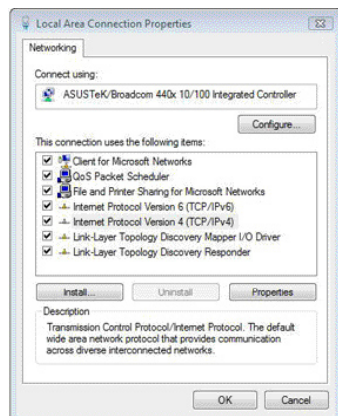 Local Area Connection Properties
Networking
Connect using:
ASUSTeK/Broadcom 440x 10/100 Integrated Controller
Configure...
This connection uses the following items:
Client for Microsoft Networks
QoS Packet Scheduler
File and Printer Sharing for Microsoft Networks
Internet Protocol Version 6 (TCP/IPv6)
Internet Protocol Version 4 (TCP/IPv4)
Link-Layer Topology Discovery Mapper I/O Driver
Link-Layer Topology Discovery Responder
Install... Uninstall Properties
Description
Transmission Control Protocol/Internet Protocol. The default
wide area network protocol that provides communication
across diverse interconnected networks.
OK Cancel